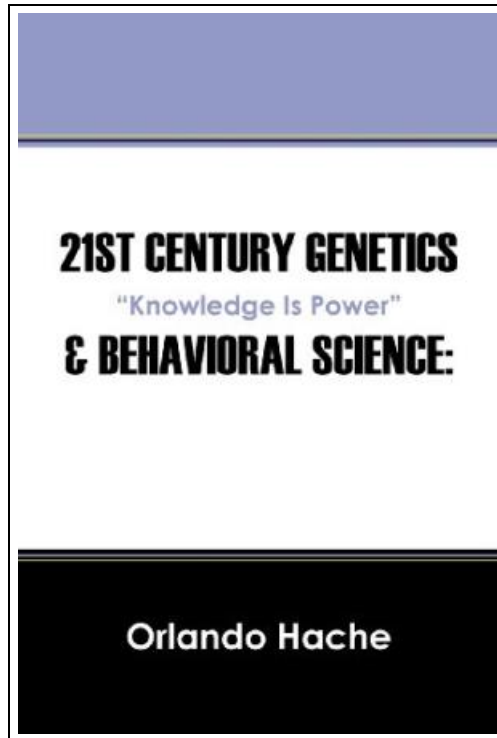 21ST CENTURY GENETICS
“Knowledge Is Power”
& BEHAVIORAL SCIENCE:
Orlando Hache